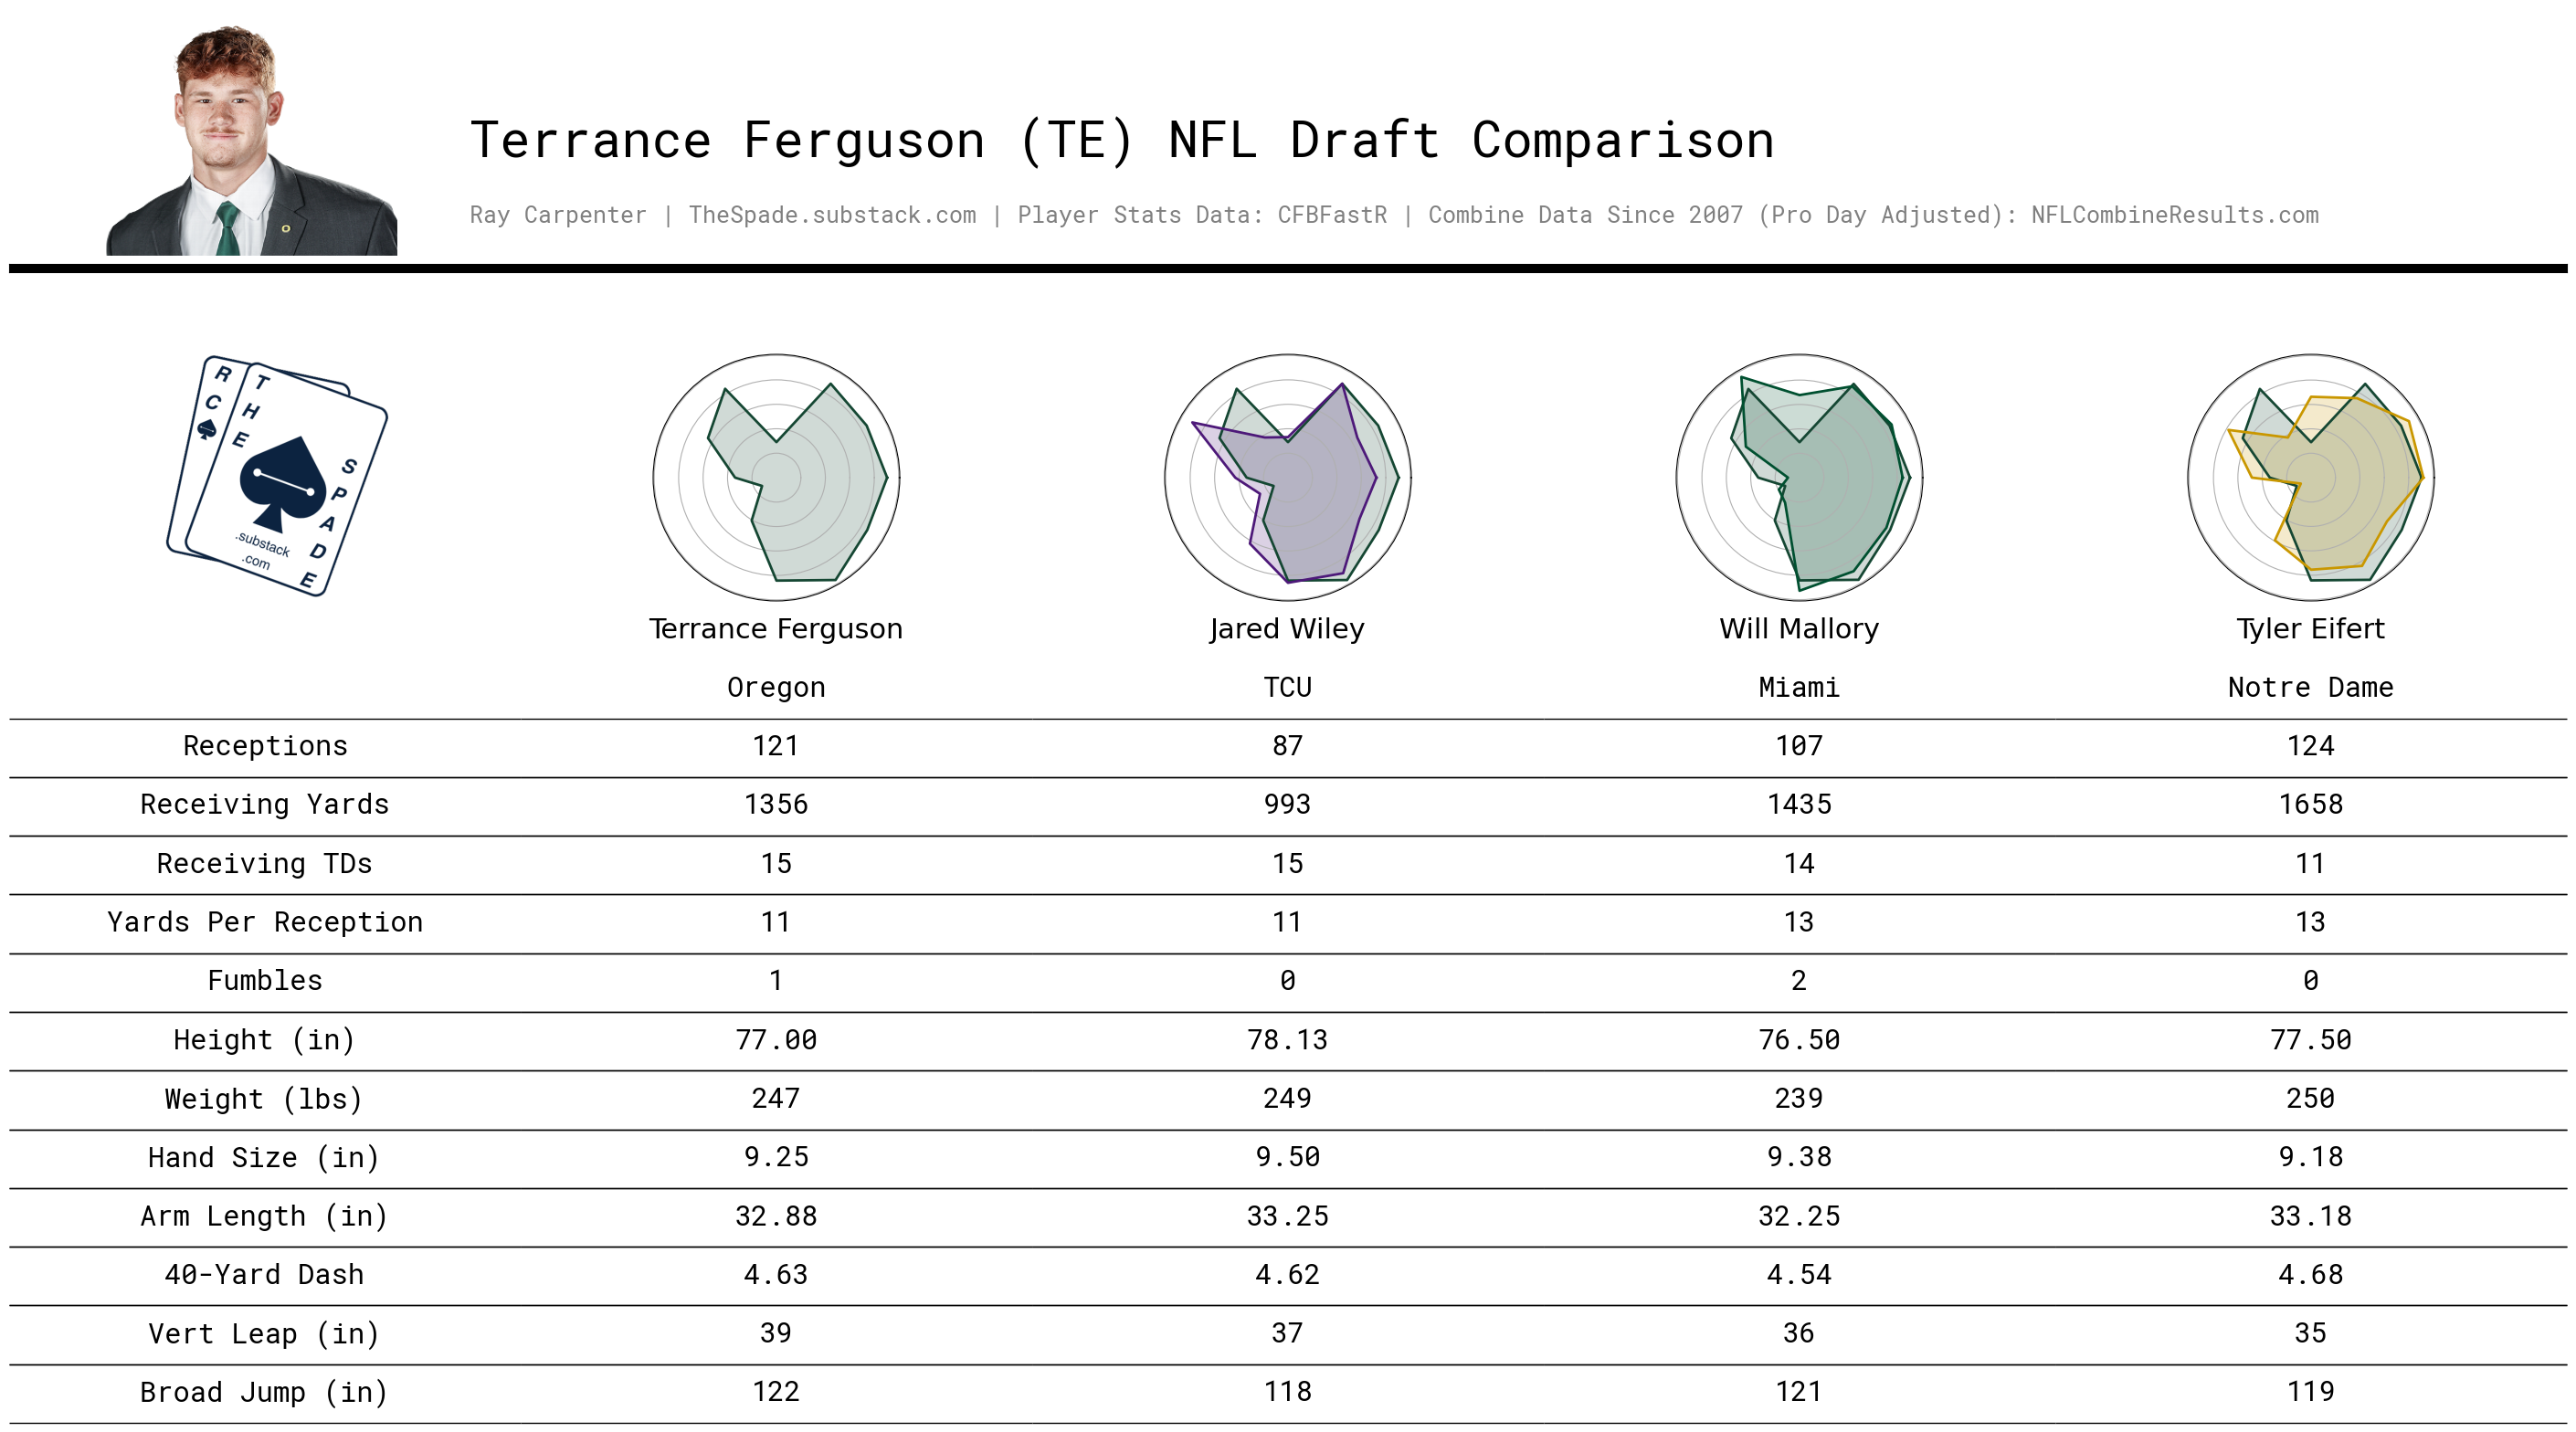 Terrance Ferguson (TE) NFL Draft Comparison
Ray Carpenter | TheSpade.substack.com | Player Stats Data: CFBFastR | Combine Data Since 2007 (Pro Day Adjusted): NFLCombineResults.com
RC
THE
SPADE
.substack
.com
Terrance Ferguson Jared Wiley Will Mallory Tyler Eifert
Oregon TCU Miami Notre Dame
Receptions 121 87 107 124
Receiving Yards 1356 993 1435 1658
Receiving TDs 15 15 14 11
Yards Per Reception 11 11 13 13
Fumbles 1 0 2 0
Height (in) 77.00 78.13 76.50 77.50
Weight (lbs) 247 249 239 250
Hand Size (in) 9.25 9.50 9.38 9.18
Arm Length (in) 32.88 33.25 32.25 33.18
40-Yard Dash 4.63 4.62 4.54 4.68
Vert Leap (in) 39 37 36 35
Broad Jump (in) 122 118 121 119